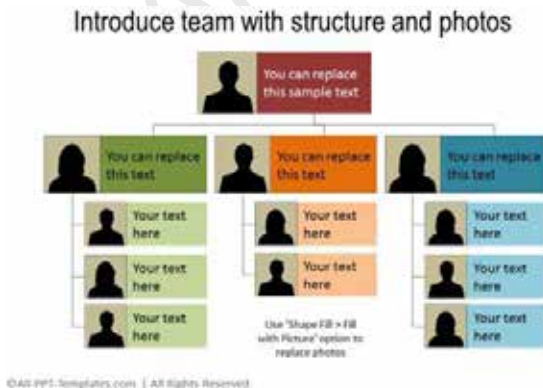 Introduce team with structure and photos
You can replace
this sample text
You can replace
this text
You can replace
this text
You can replace
this text
Your text
here
Your text
here
Your text
here
Your text
here
Your text
here
Your text
here
Your text
here
Your text
here
Use "Shape Fill > Fill
with Picture" option to
replace photos
©All-PPT-Templates.com | All Rights Reserved